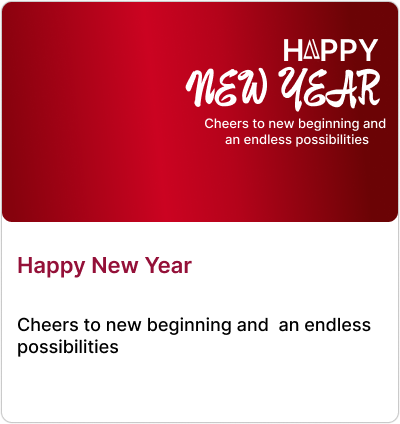 HAPPY
NEW YEAR
Cheers to new beginning and
an endless possibilities
Happy New Year
Cheers to new beginning and  an endless
possibilities